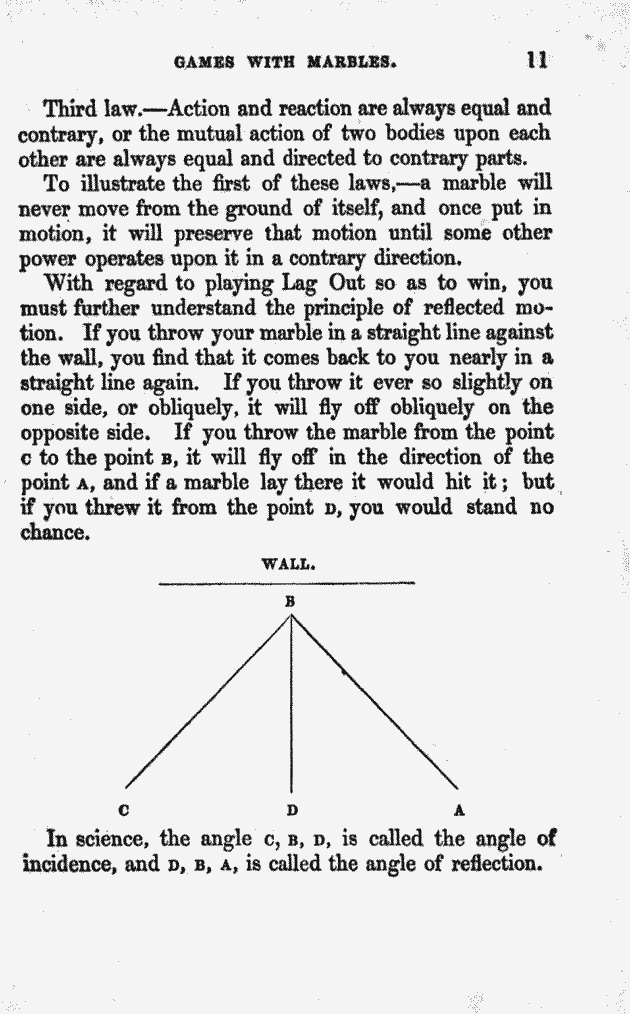 GAMES WITH MARBLES. 11
Third law.—Action and reaction are always equal and
contrary, or the mutual action of two bodies upon each
other are always equal and directed to contrary parts.
To illustrate the first of these laws,—a marble will
never move from the ground of itself, and once put in
motion, it will preserve that motion until some other
power operates upon it in a contrary direction.
With regard to playing Lag Out so as to win, you
must further understand the principle of reflected mo-
tion. If you throw your marble in a straight line against
the wall, you find that it comes back to you nearly in a
straight line again. If you throw it ever so slightly on
one side, or obliquely, it will fly off obliquely on the
opposite side. If you throw the marble from the point
C to the point B, it will fly off in the direction of the
point A, and if a marble lay there it would hit it; but
if you threw it from the point D, you would stand no
chance.
WALL.
B
C D A
In science, the angle C, B, D, is called the angle of
incidence, and D, B, A, is called the angle of reflection.